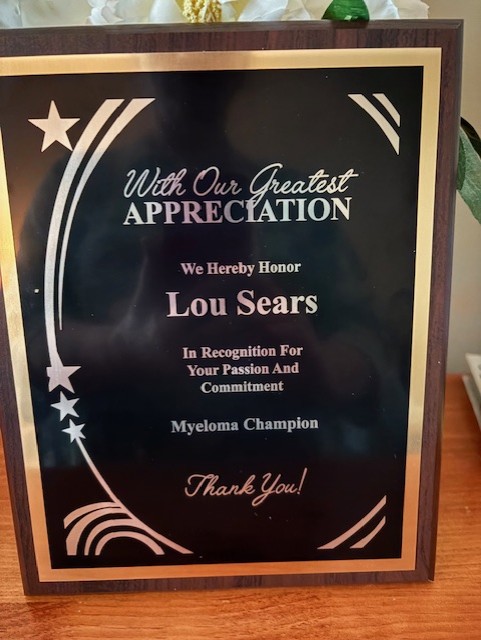 With Our Greatest
APPRECIATION
We Hereby Honor
Lou Sears
In Recognition For
Your Passion And
Commitment
Myeloma Champion
Thank You!